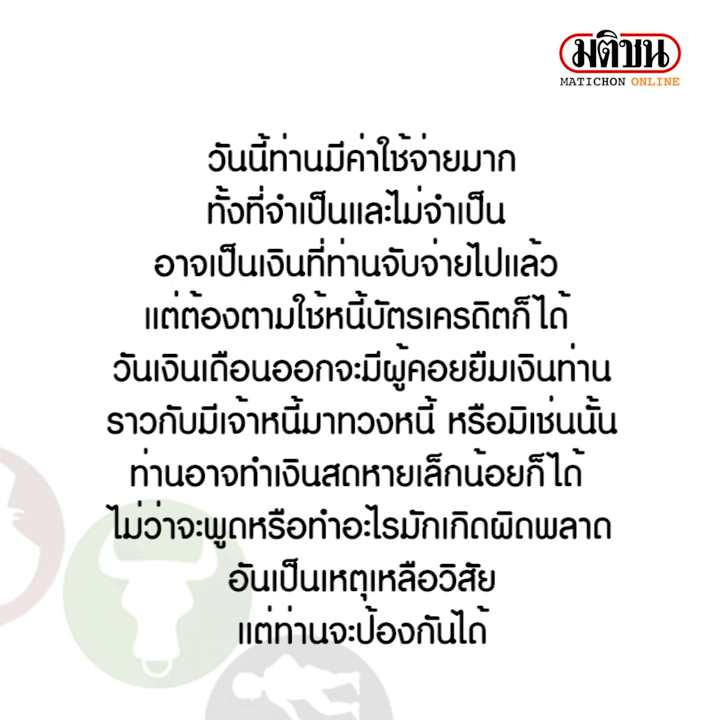 มติชน
MATICHON ONLINE
วันนี้ท่านมีค่าใช้จ่ายมาก
ทั้งที่จำเป็นและไม่จำเป็น
อาจเป็นเงินที่ท่านจับจ่ายไปแล้ว
แต่ต้องตามใช้หนี้บัตรเครดิตก็ได้
วันเงินเดือนออกจะมีผู้คอยยืมเงินท่าน
ราวกับมีเจ้าหนี้มาทวงหนี้ หรือมิเช่นนั้น
ท่านอาจทำเงินสดหายเล็กน้อยก็ได้
ไม่ว่าจะพูดหรือทำอะไรมักเกิดผิดพลาด
อันเป็นเหตุเหลือวิสัย
แต่ท่านจะป้องกันได้